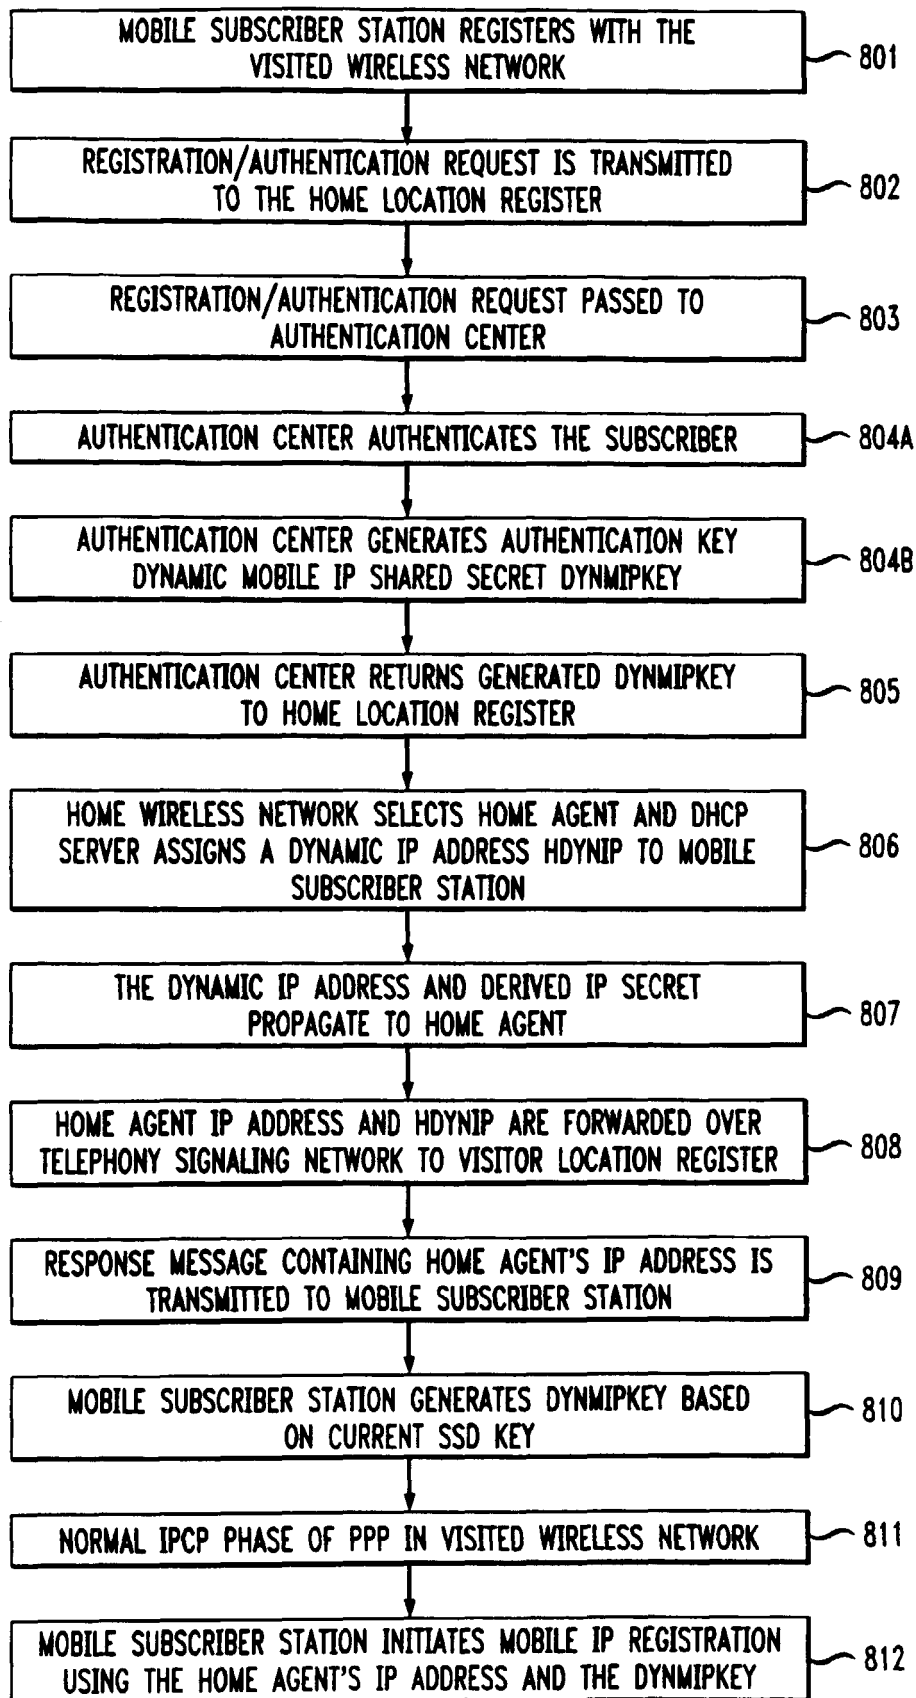 MOBILE SUBSCRIBER STATION REGISTERS WITH THE
VISITED WIRELESS NETWORK
801
REGISTRATION/AUTHENTICATION REQUEST IS TRANSMITTED
TO THE HOME LOCATION REGISTER
802
REGISTRATION/AUTHENTICATION REQUEST PASSED TO
AUTHENTICATION CENTER
803
AUTHENTICATION CENTER AUTHENTICATES THE SUBSCRIBER
804A
AUTHENTICATION CENTER GENERATES AUTHENTICATION KEY
DYNAMIC MOBILE IP SHARED SECRET DYNMIPKEY
804B
AUTHENTICATION CENTER RETURNS GENERATED DYNMIPKEY
TO HOME LOCATION REGISTER
805
HOME WIRELESS NETWORK SELECTS HOME AGENT AND DHCP
SERVER ASSIGNS A DYNAMIC IP ADDRESS HDYNIP TO MOBILE
SUBSCRIBER STATION
806
THE DYNAMIC IP ADDRESS AND DERIVED IP SECRET
PROPAGATE TO HOME AGENT
807
HOME AGENT IP ADDRESS AND HDYNIP ARE FORWARDED OVER
TELEPHONY SIGNALING NETWORK TO VISITOR LOCATION REGISTER
808
RESPONSE MESSAGE CONTAINING HOME AGENT'S IP ADDRESS IS
TRANSMITTED TO MOBILE SUBSCRIBER STATION
809
MOBILE SUBSCRIBER STATION GENERATES DYNMIPKEY BASED
ON CURRENT SSD KEY
810
NORMAL IPCP PHASE OF PPP IN VISITED WIRELESS NETWORK
811
MOBILE SUBSCRIBER STATION INITIATES MOBILE IP REGISTRATION
USING THE HOME AGENT'S IP ADDRESS AND THE DYNMIPKEY
812